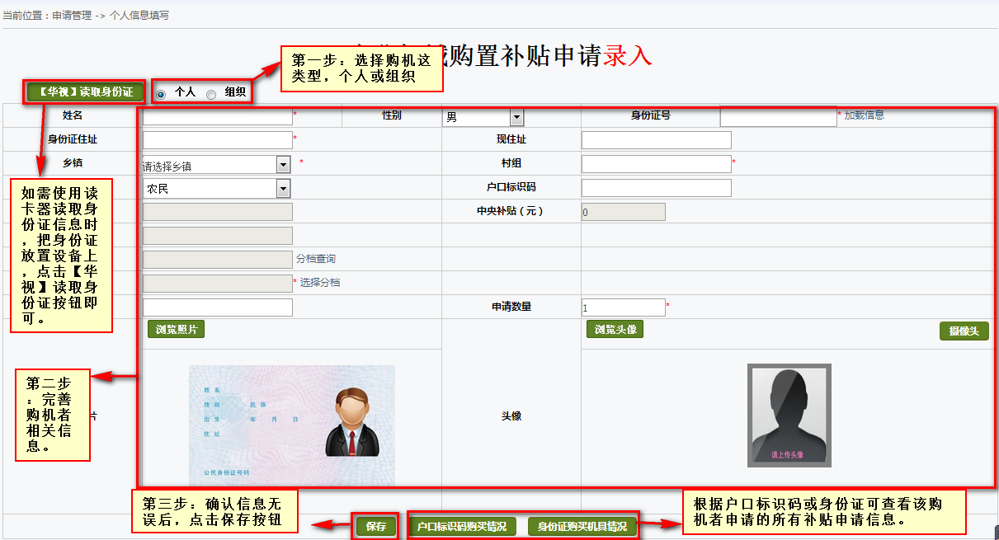 当前位置：申请管理 -> 个人信息填写
购置补贴申请录入
第一步：选择购机这
类型，个人或组织
【华视】读取身份证 个人 组织
姓名 * 性别 男 身份证号 * 加载信息
身份证住址 * 现住址
乡镇 请选择乡镇 * 村组 *
农民 户口标识码
中央补贴（元） 0
分档查询
* 选择分档
申请数量 1 *
如需使用读
卡器读取身
份证信息时
，把身份证
放置设备上
，点击【华
视】读取身
份证按钮即
可。
浏览照片 浏览头像 摄像头
第二步
：完善
购机者
相关信
息。
片
姓 名
性 别 民 族
出 生 年 月 日
住 址
公民身份证号码
头像
请上传头像
第三步：确认信息无
误后，点击保存按钮
保存 户口标识码购买情况 身份证购买机具情况
根据户口标识码或身份证可查看该购
机者申请的所有补贴申请信息。